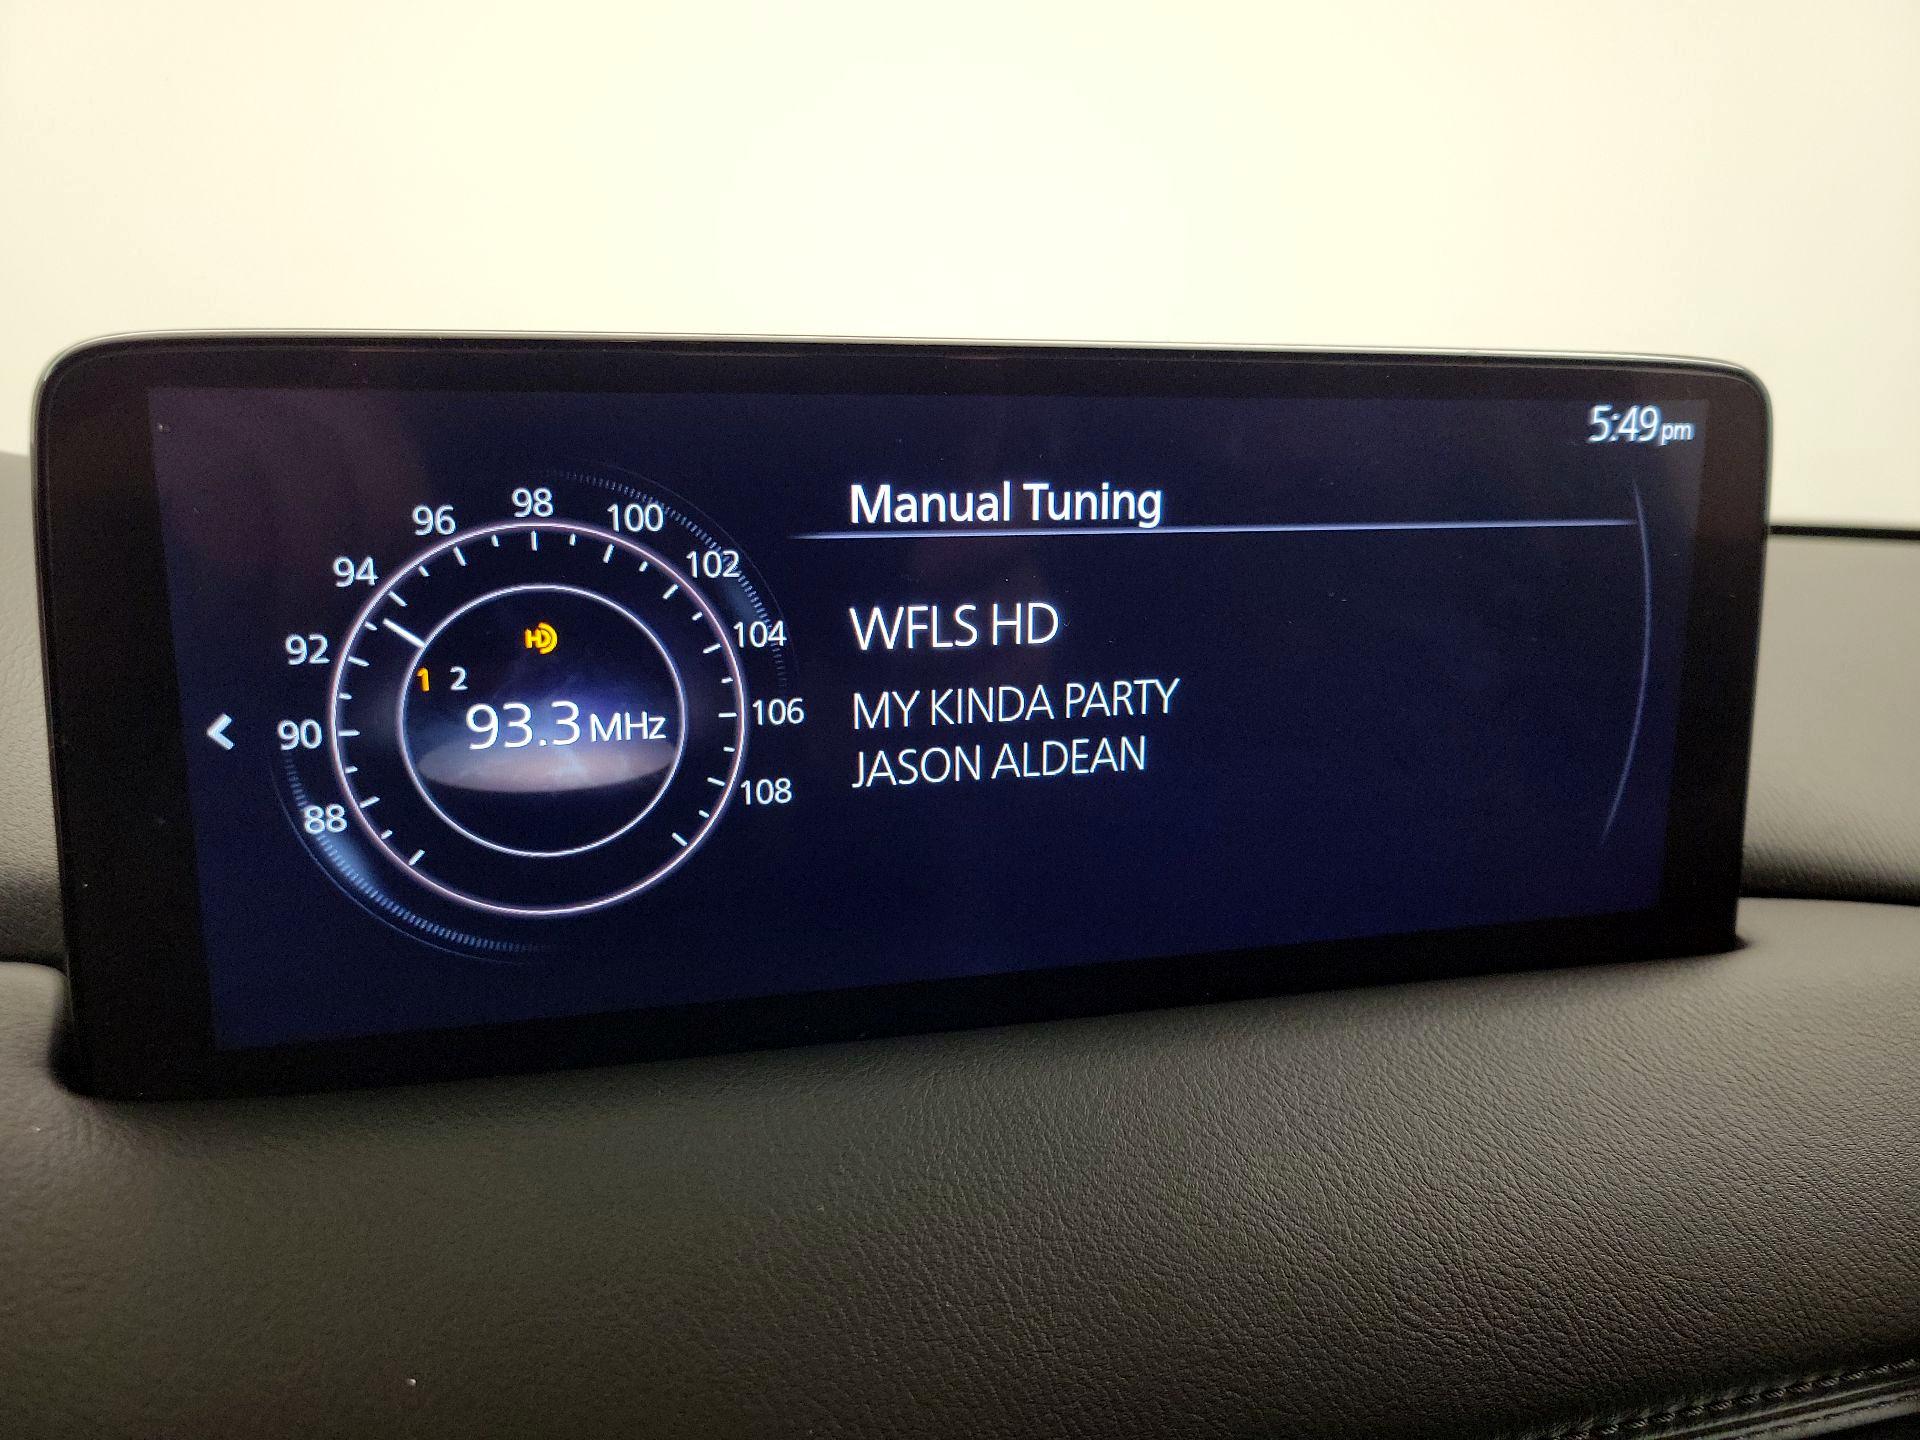 5:49pm
Manual Tuning
88
90
92
94
96
98
100
102
104
106
108
HD
1 2
93.3 MHz
WFLS HD
MY KINDA PARTY
JASON ALDEAN